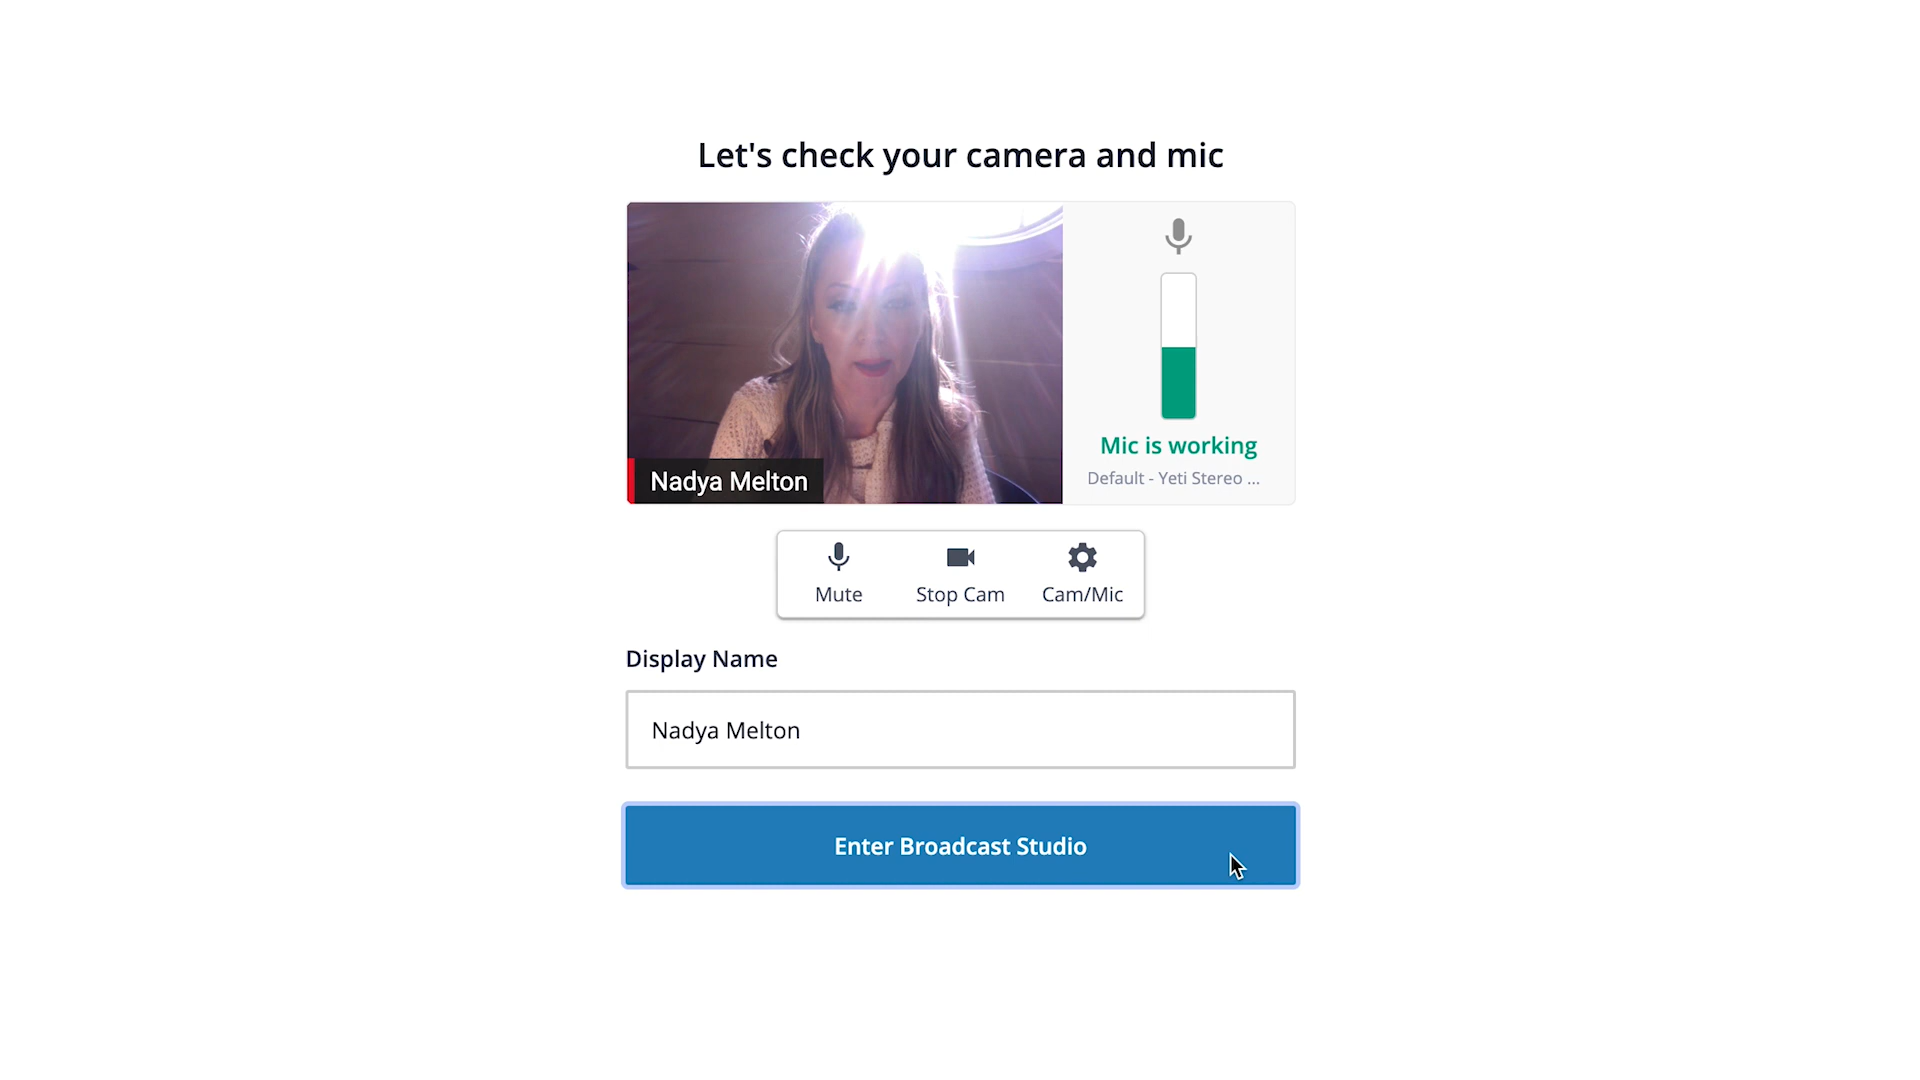 Let's check your camera and mic
Nadya Melton
Mic is working
Default - Yeti Stereo ...
Mute
Stop Cam
Cam/Mic
Display Name
Nadya Melton
Enter Broadcast Studio